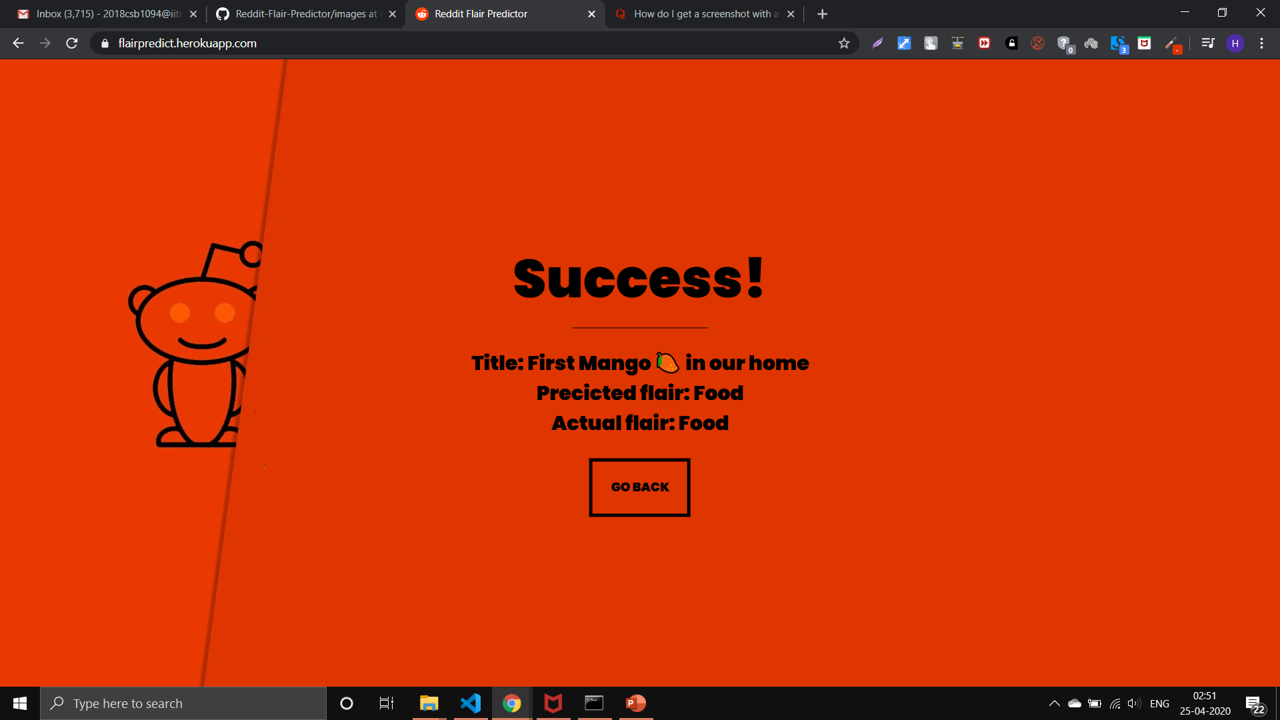 Inbox (3,715) - 2018csb1094@iit
Reddit-Flair-Predictor/images at
Reddit Flair Predictor
How do I get a screenshot with a
flairpredict.herokuapp.com
0
3
H
Success!
Title: First Mango 🥭 in our home
Precicted flair: Food
Actual flair: Food
GO BACK
Type here to search
ENG
02:51
25-04-2020
22